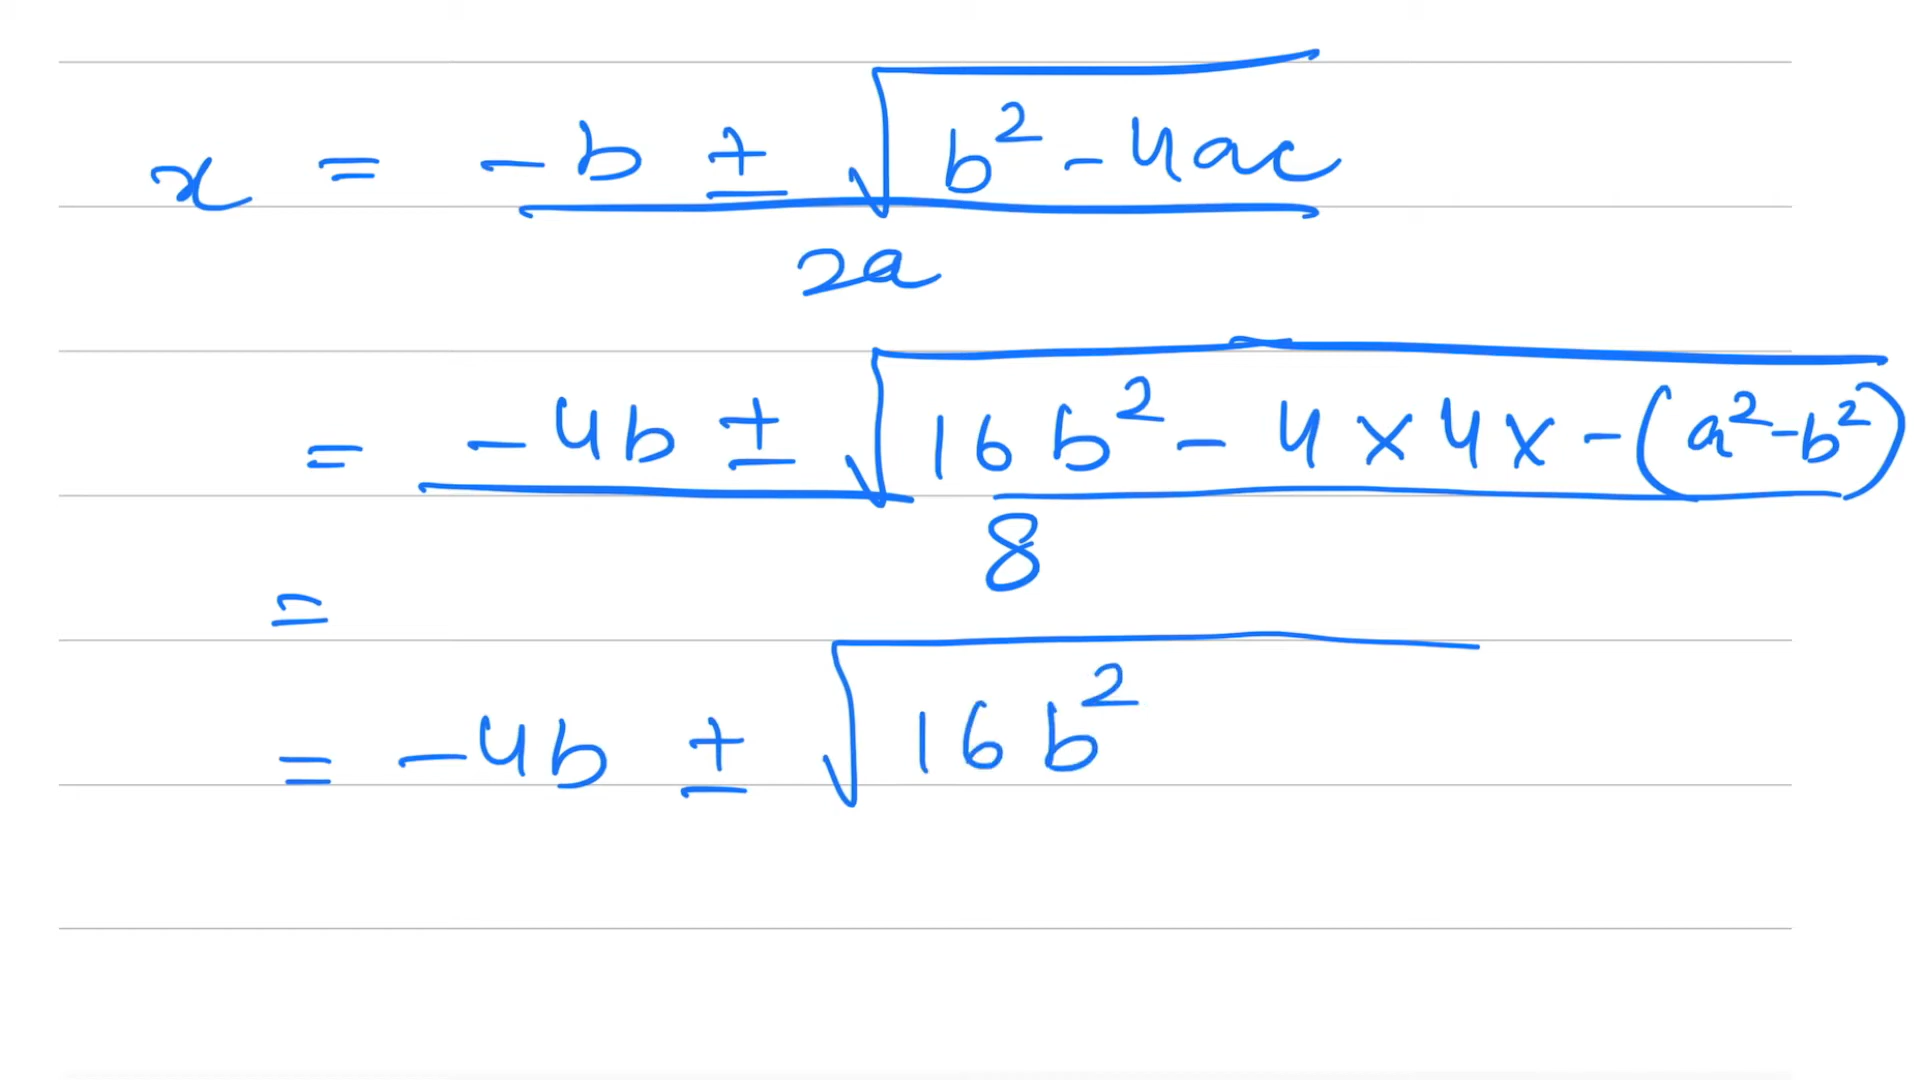 x = -b ± √b² - 4ac
2a
= -4b ± √16b² - 4 × 4 × -(a²-b²)
8
=
= -4b ± √16b²